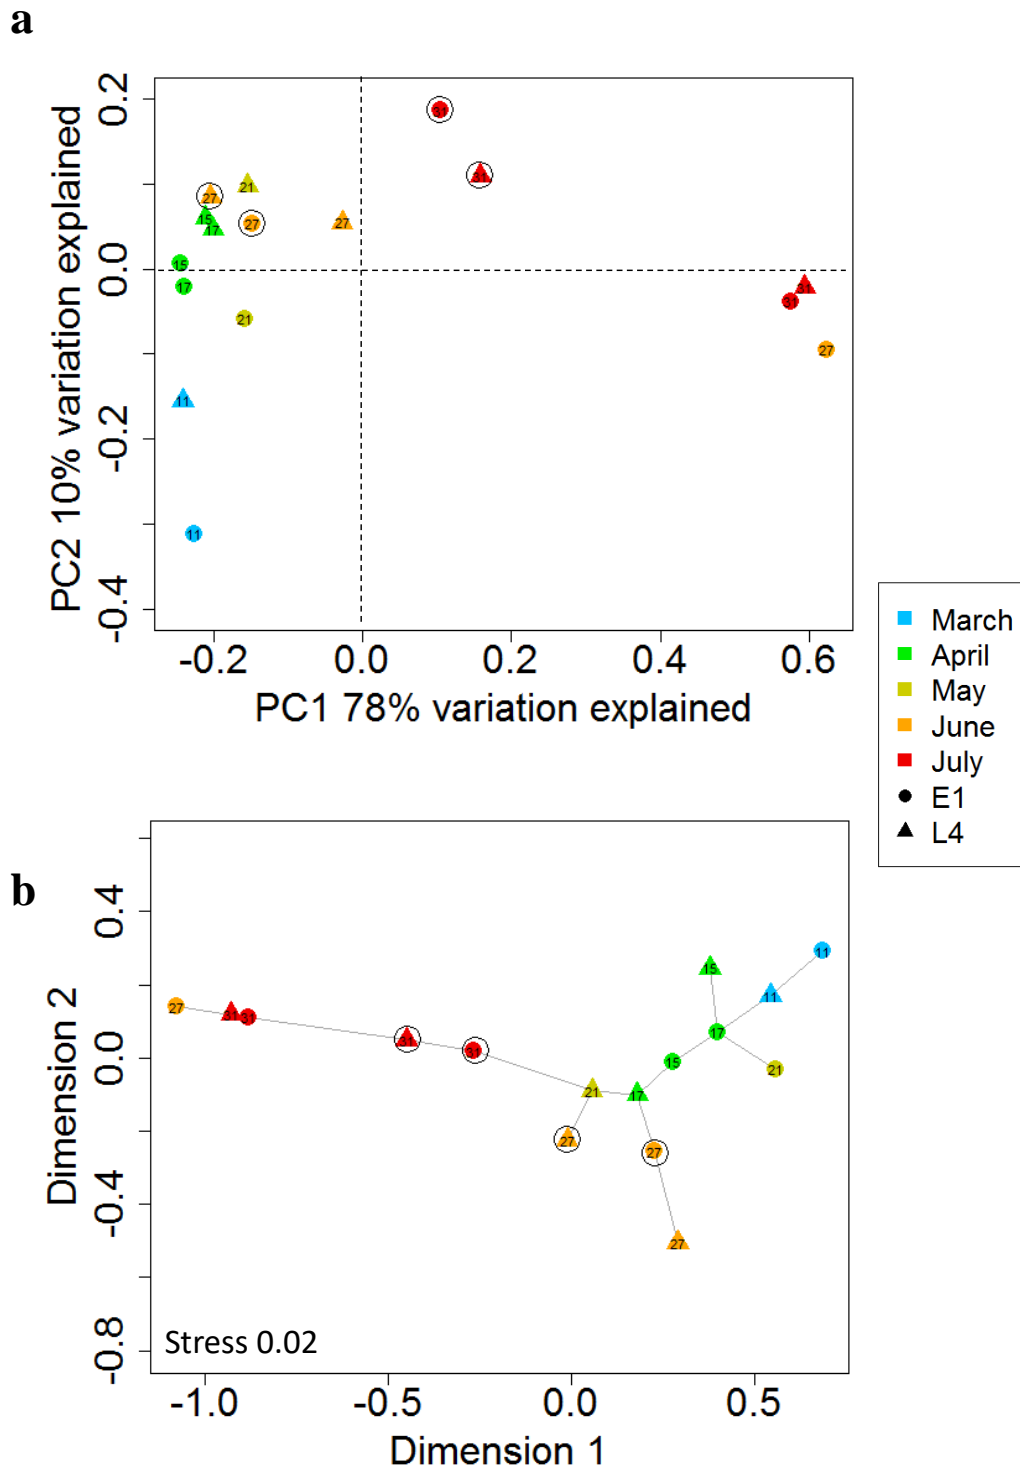 a
PC2 10% variation explained
0.2
0.0
-0.2
-0.4
31
31
27
21
27
27
15
17
15
17
21
31
31
27
11
11
-0.2 0.0 0.2 0.4 0.6
PC1 78% variation explained
March
April
May
June
July
E1
L4
b
Dimension 2
0.4
0.0
-0.4
-0.8
11
15
11
27
31
31
17
31
31
15
21
21
17
27
27
27
Stress 0.02
-1.0 -0.5 0.0 0.5
Dimension 1